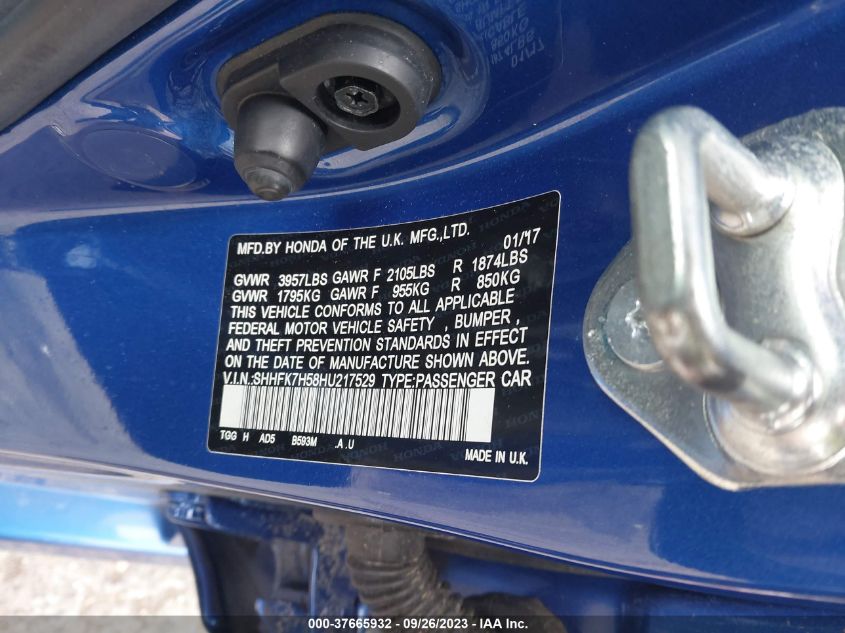 MFD.BY HONDA OF THE U.K. MFG.,LTD. 01/17
GVWR 3957LBS GAWR F 2105LBS R 1874LBS
GVWR 1795KG GAWR F 955KG R 850KG
THIS VEHICLE CONFORMS TO ALL APPLICABLE
FEDERAL MOTOR VEHICLE SAFETY , BUMPER ,
AND THEFT PREVENTION STANDARDS IN EFFECT
ON THE DATE OF MANUFACTURE SHOWN ABOVE.
V.I.N.:SHHFK7H58HU217529 TYPE:PASSENGER CAR
TGG H AD5 B593M .A.U
MADE IN U.K.
000-37665932 - 09/26/2023 - IAA Inc.